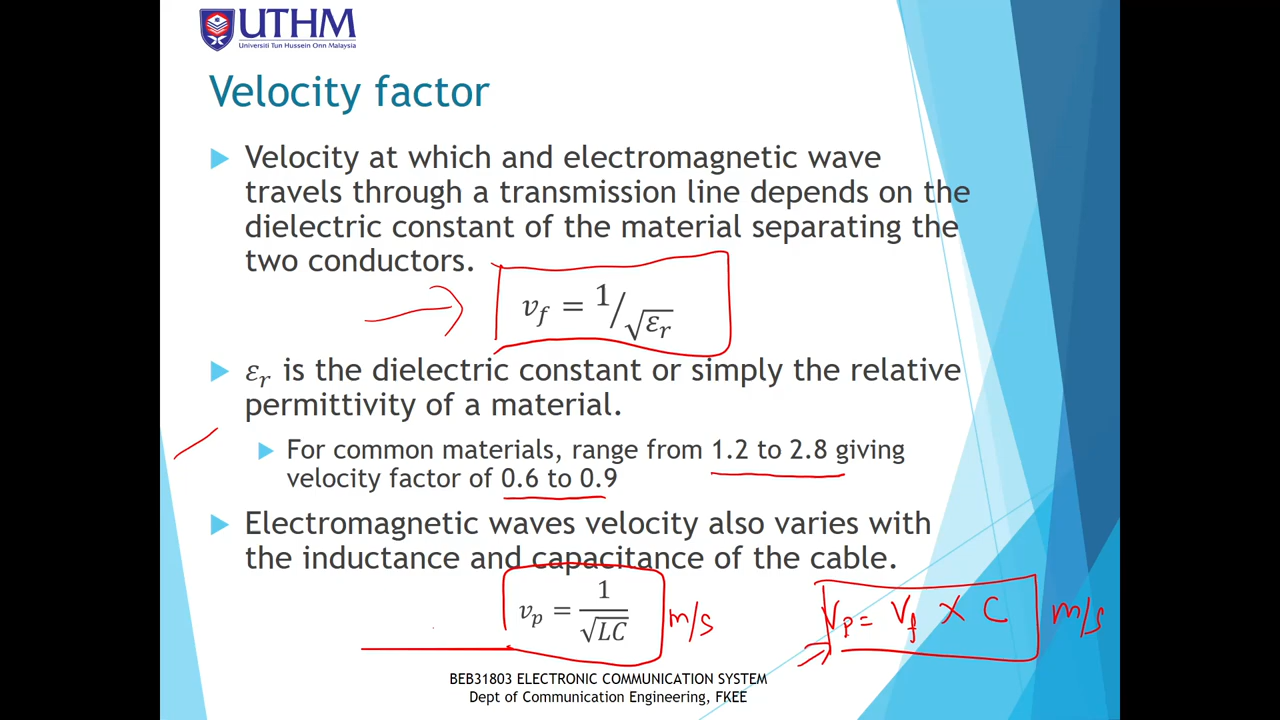 UTHM
Universiti Tun Hussein Onn Malaysia
Velocity factor
Velocity at which and electromagnetic wave
travels through a transmission line depends on the
dielectric constant of the material separating the
two conductors.
v_f = 1/√ε_r
ε_r is the dielectric constant or simply the relative
permittivity of a material.
For common materials, range from 1.2 to 2.8 giving
velocity factor of 0.6 to 0.9
Electromagnetic waves velocity also varies with
the inductance and capacitance of the cable.
v_p = 1/√LC m/s
Vp = Vf × C m/s
BEB31803 ELECTRONIC COMMUNICATION SYSTEM
Dept of Communication Engineering, FKEE